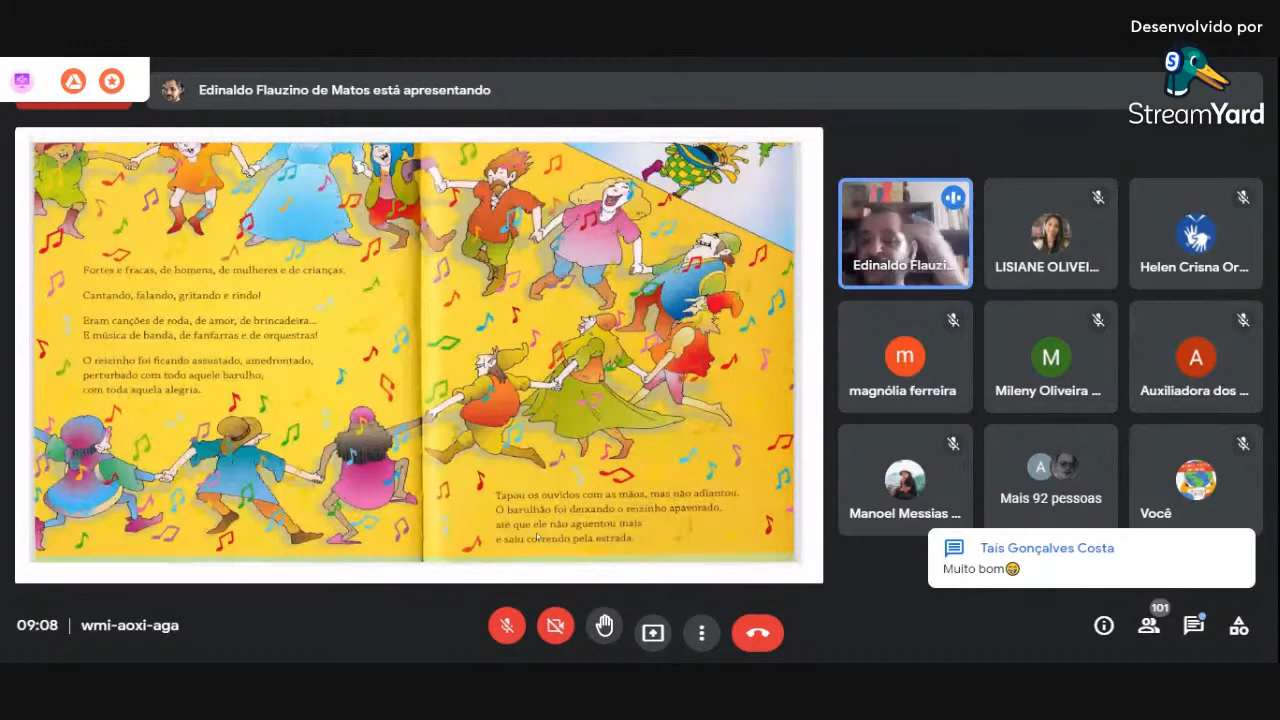 Desenvolvido por
StreamYard
Edinaldo Flauzino de Matos está apresentando
Fortes e fracas, de homens, de mulheres e de crianças.
Cantando, falando, gritando e rindo!
Eram canções de roda, de amor, de brincadeira...
E música de banda, de fanfarras e de orquestras!
O reizinho foi ficando assustado, amedrontado,
perturbado com todo aquele barulho,
com toda aquela alegria.
Tapou os ouvidos com as mãos, mas não adiantou.
O barulhão foi deixando o reizinho apavorado,
até que ele não aguentou mais
e saiu correndo pela estrada.
Edinaldo Flauzi...
LISIANE OLIVEI...
Helen Crisna Or...
m
magnólia ferreira
M
Mileny Oliveira ...
A
Auxiliadora dos ...
Manoel Messias ...
A
Mais 92 pessoas
Você
Taís Gonçalves Costa
Muito bom😁
09:08 | wmi-aoxi-aga
101